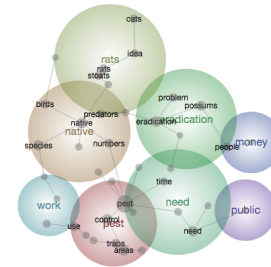 cats
idea
rats
rats
stoats
birds
predators
problem
possums
eradication
eradication
native
native
people
money
species
numbers
time
work
pest
need
public
control
use
pest
need
traps
areas